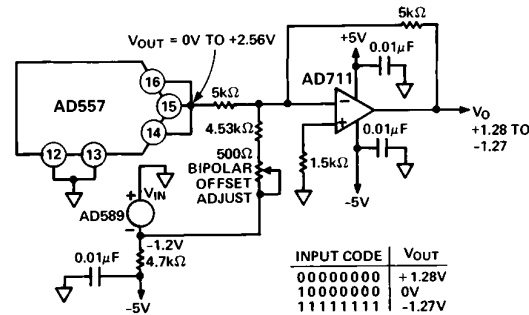 VOUT = 0V TO +2.56V
AD557
16
15
14
12
13
5kΩ
4.53kΩ
500Ω
BIPOLAR
OFFSET
ADJUST
+
VIN
AD589
−
−1.2V
4.7kΩ
0.01μF
−5V
5kΩ
+5V
0.01μF
AD711
−
+
1.5kΩ
0.01μF
−5V
VO
+1.28 TO
−1.27
INPUT CODE VOUT
00000000 +1.28V
10000000 0V
11111111 −1.27V